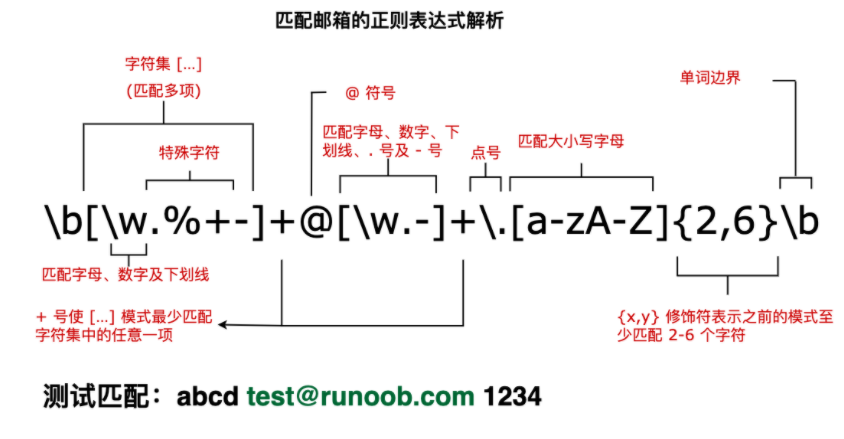 匹配邮箱的正则表达式解析
字符集 […]
(匹配多项)
特殊字符
@ 符号
匹配字母、数字、下
划线、. 号及 - 号
点号
匹配大小写字母
单词边界
\b[\w.%+-]+@[\w.-]+\.[a-zA-Z]{2,6}\b
匹配字母、数字及下划线
+ 号使 […] 模式最少匹配
字符集中的任意一项
{x,y} 修饰符表示之前的模式至
少匹配 2-6 个字符
测试匹配：abcd test@runoob.com 1234